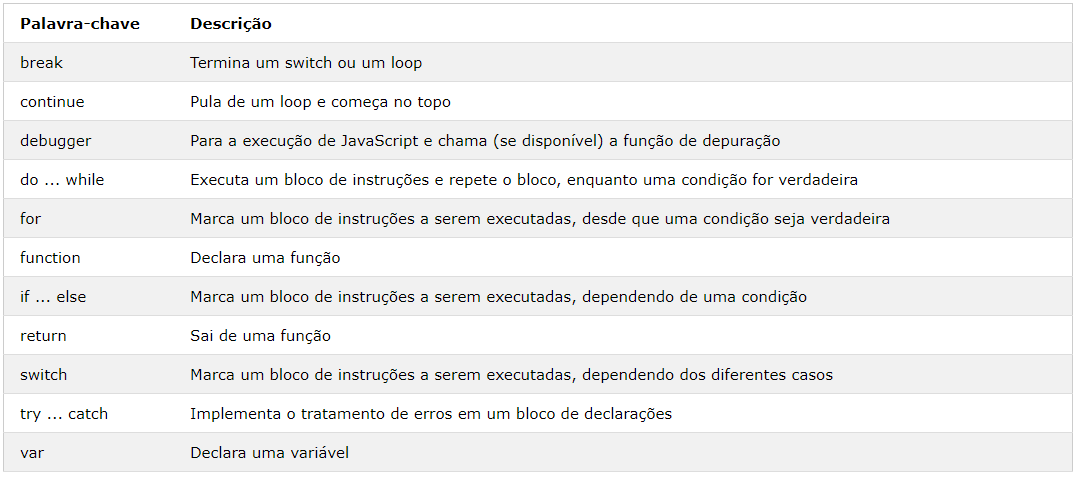 Palavra-chave Descrição
break Termina um switch ou um loop
continue Pula de um loop e começa no topo
debugger Para a execução de JavaScript e chama (se disponível) a função de depuração
do ... while Executa um bloco de instruções e repete o bloco, enquanto uma condição for verdadeira
for Marca um bloco de instruções a serem executadas, desde que uma condição seja verdadeira
function Declara uma função
if ... else Marca um bloco de instruções a serem executadas, dependendo de uma condição
return Sai de uma função
switch Marca um bloco de instruções a serem executadas, dependendo dos diferentes casos
try ... catch Implementa o tratamento de erros em um bloco de declarações
var Declara uma variável